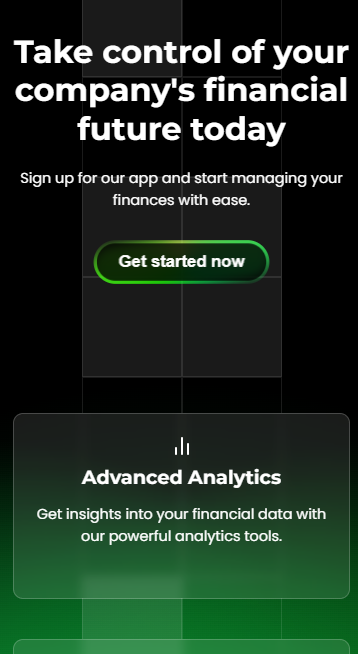 Take control of your
company's financial
future today
Sign up for our app and start managing your
finances with ease.
Get started now
Advanced Analytics
Get insights into your financial data with
our powerful analytics tools.